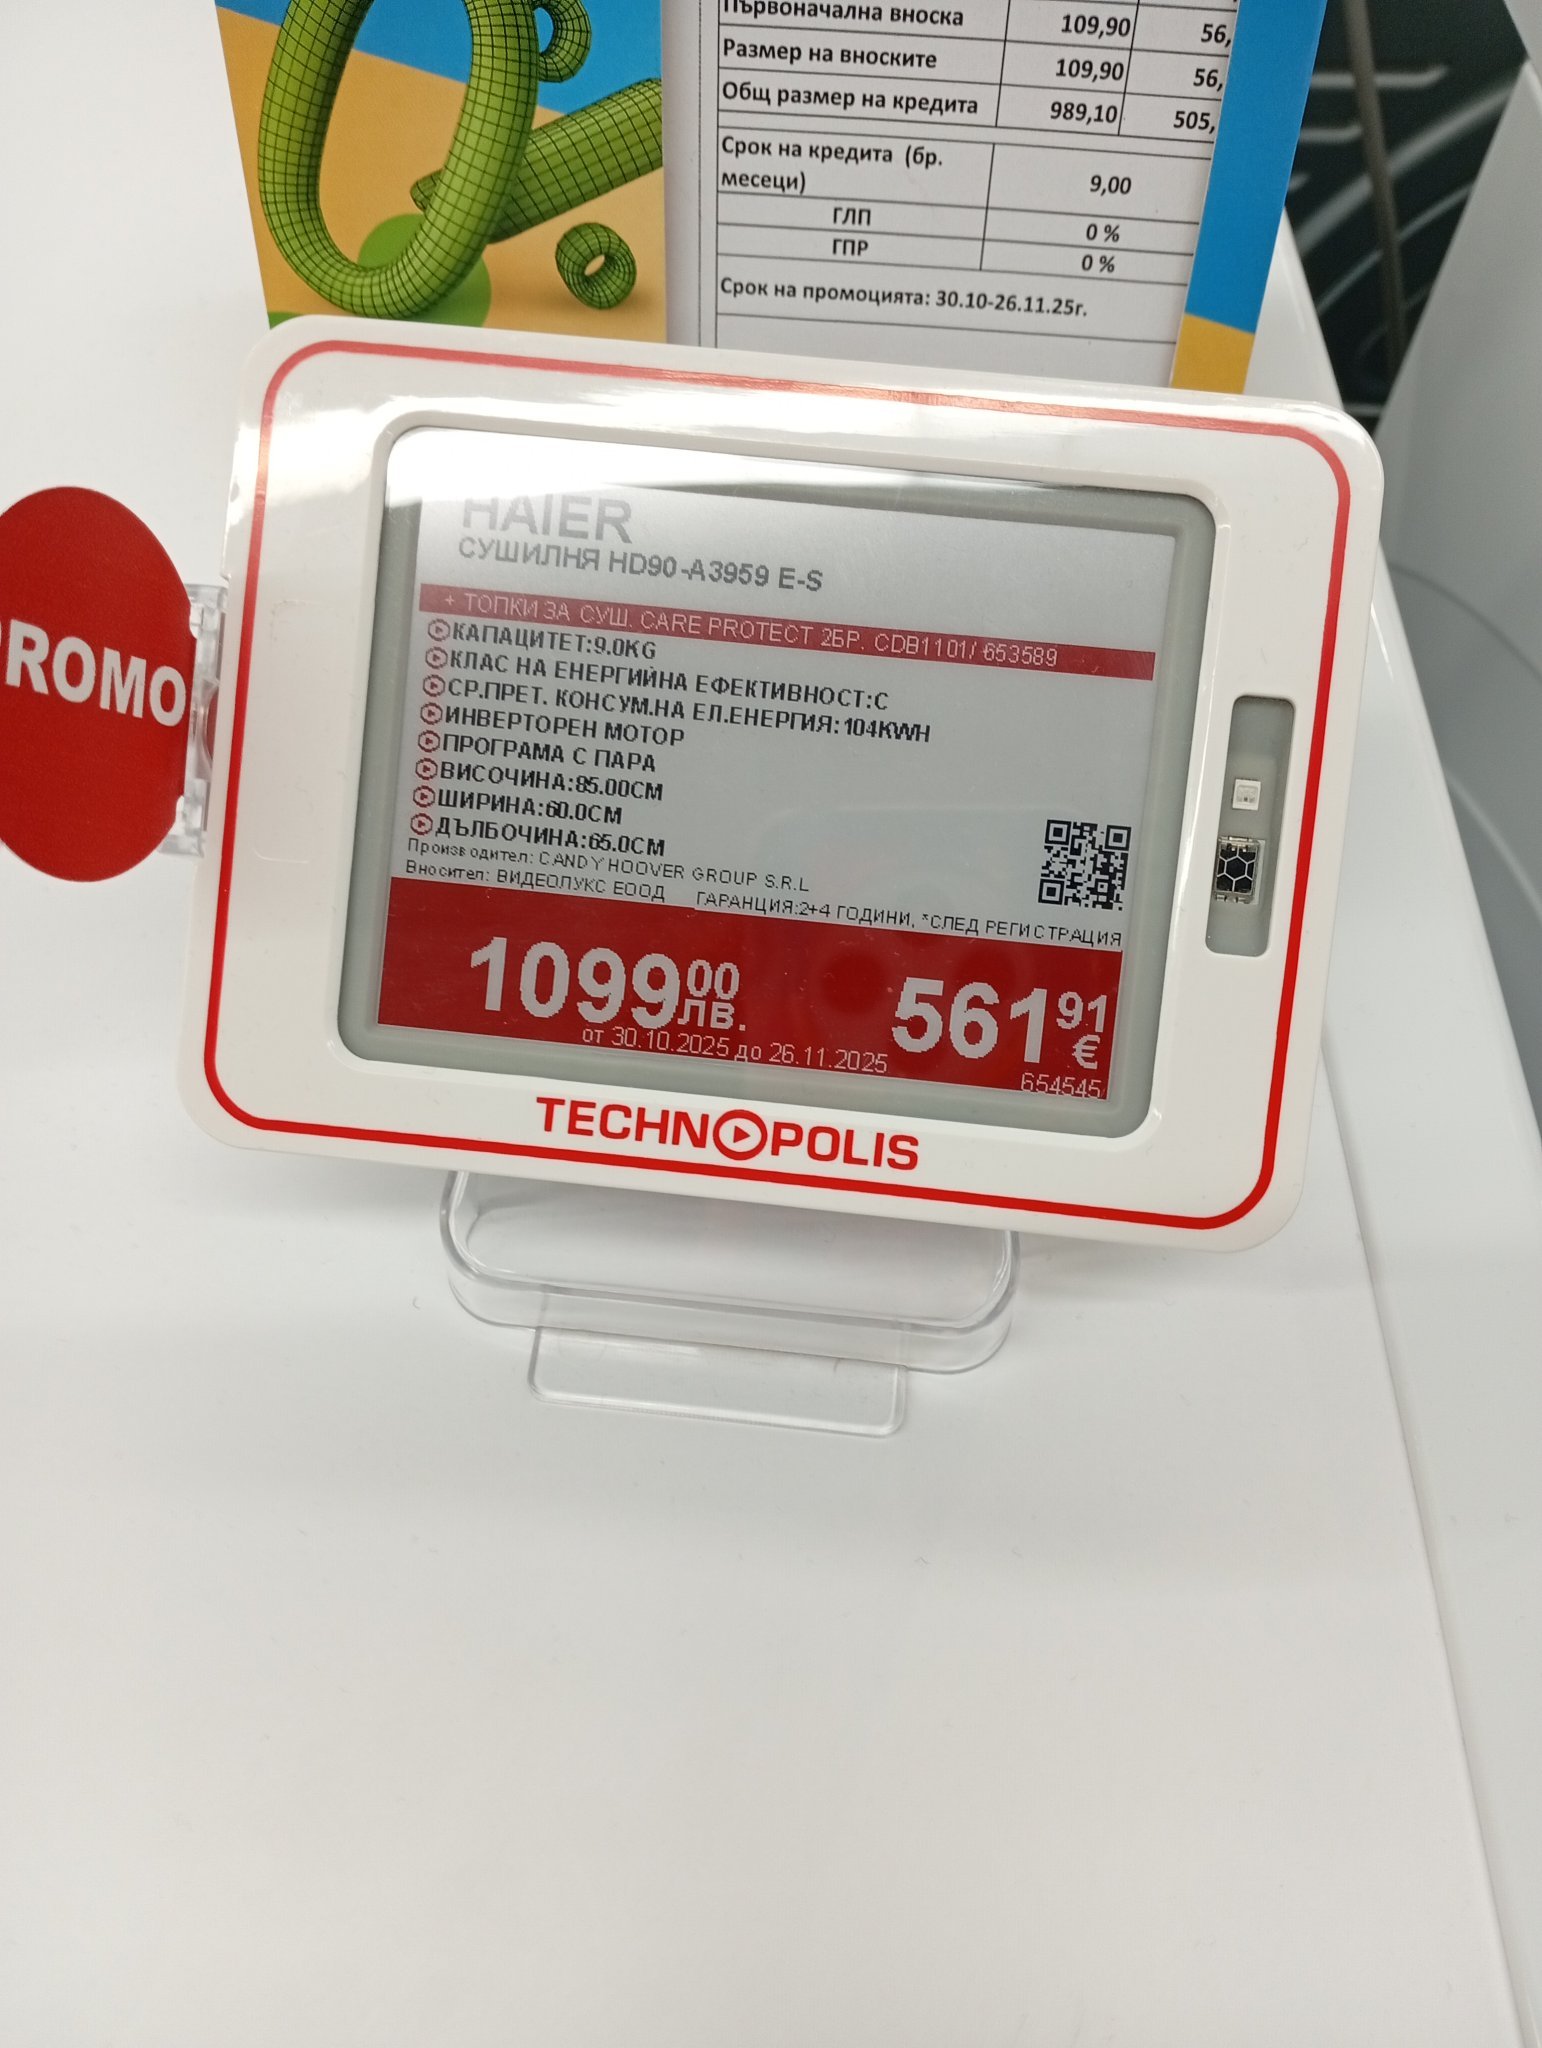 Първоначална вноска 109,90 56,
Размер на вноските 109,90 56,
Общ размер на кредита 989,10 505,
Срок на кредита (бр. месеци) 9,00
ГЛП 0 %
ГПР 0 %
Срок на промоцията: 30.10-26.11.25г.
ROMO
HAIER
СУШИЛНЯ HD90-A3959 E-S
+ ТОПКИ ЗА СУШ. CARE PROTECT 2БР. CDB1101/ 653589
КАПАЦИТЕТ:9.0KG
КЛАС НА ЕНЕРГИЙНА ЕФЕКТИВНОСТ:C
СР.ПРЕТ. КОНСУМ.НА ЕЛ.ЕНЕРГИЯ:104KWH
ИНВЕРТОРЕН МОТОР
ПРОГРАМА С ПАРА
ВИСОЧИНА:85.00CM
ШИРИНА:60.0CM
ДЪЛБОЧИНА:65.0CM
Производител: CANDY HOOVER GROUP S.R.L
Вносител: ВИДЕОЛУКС ЕООД ГАРАНЦИЯ:2+4 ГОДИНИ, *СЛЕД РЕГИСТРАЦИЯ
1099 00 ЛВ. 561 91 €
от 30.10.2025 до 26.11.2025
654545
TECHNOPOLIS